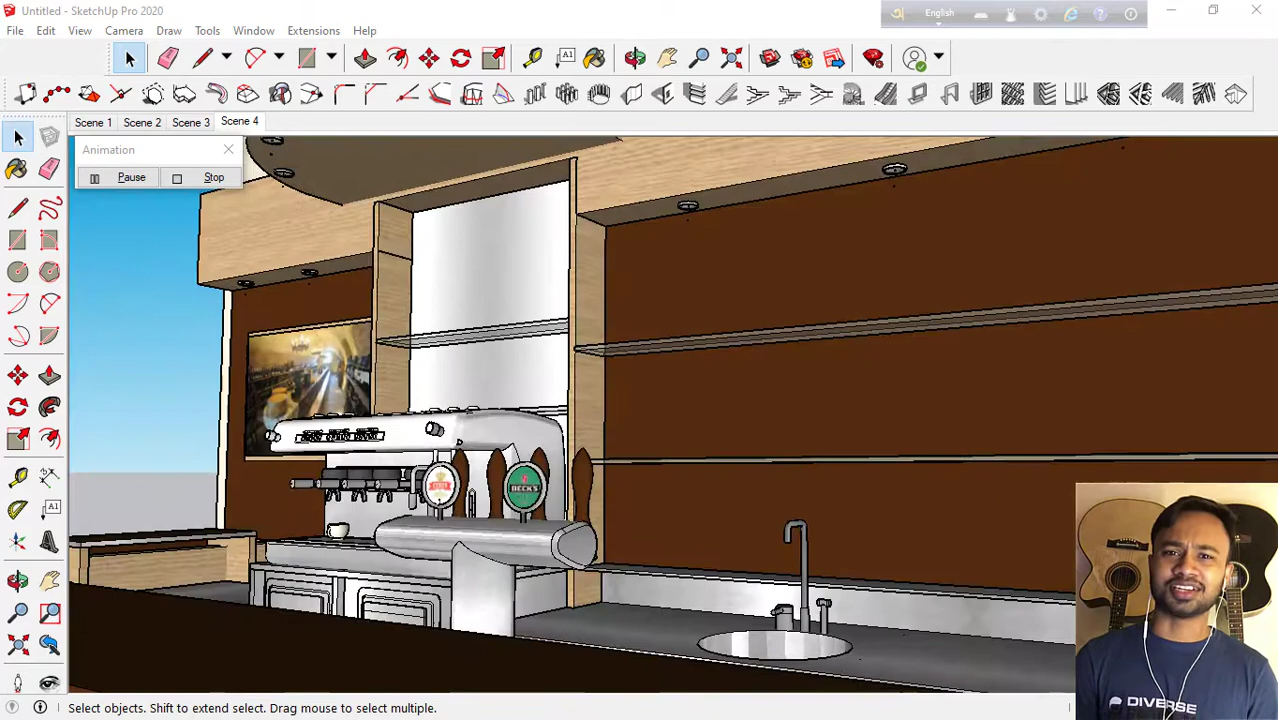 Untitled - SketchUp Pro 2020
English
File Edit View Camera Draw Tools Window Extensions Help
A1
Scene 1 Scene 2 Scene 3 Scene 4
Animation
Pause Stop
BECK'S
A1
DIVERSE
Select objects. Shift to extend select. Drag mouse to select multiple.